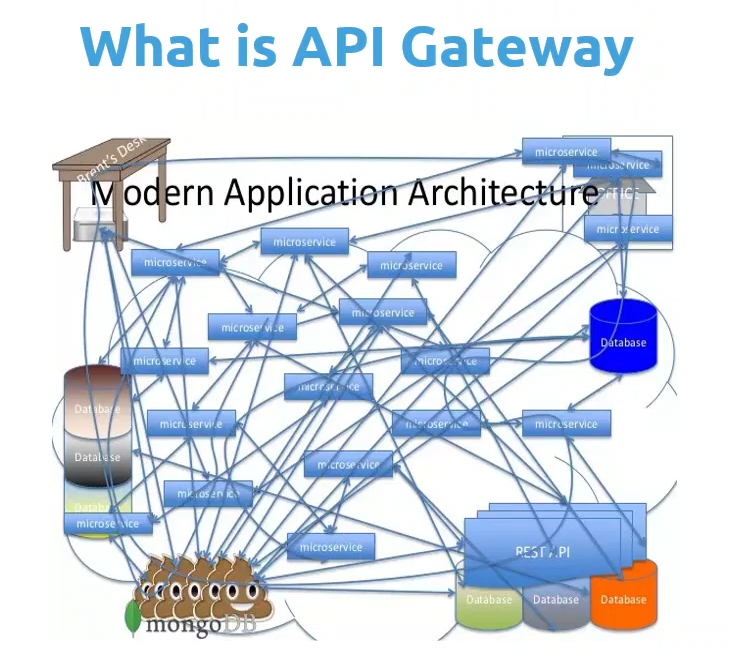 What is API Gateway
Brent's Desk
Modern Application Architecture
microservice
microservice
OFFICE
microservice
microservice
microservice
microservice
microservice
microservice
Database
microservice
microservice
microservice
Database
microservice
microservice
microservice
Database
microservice
microservice
Database
microservice
microservice
REST API
Database
Database
Database
mongoDB